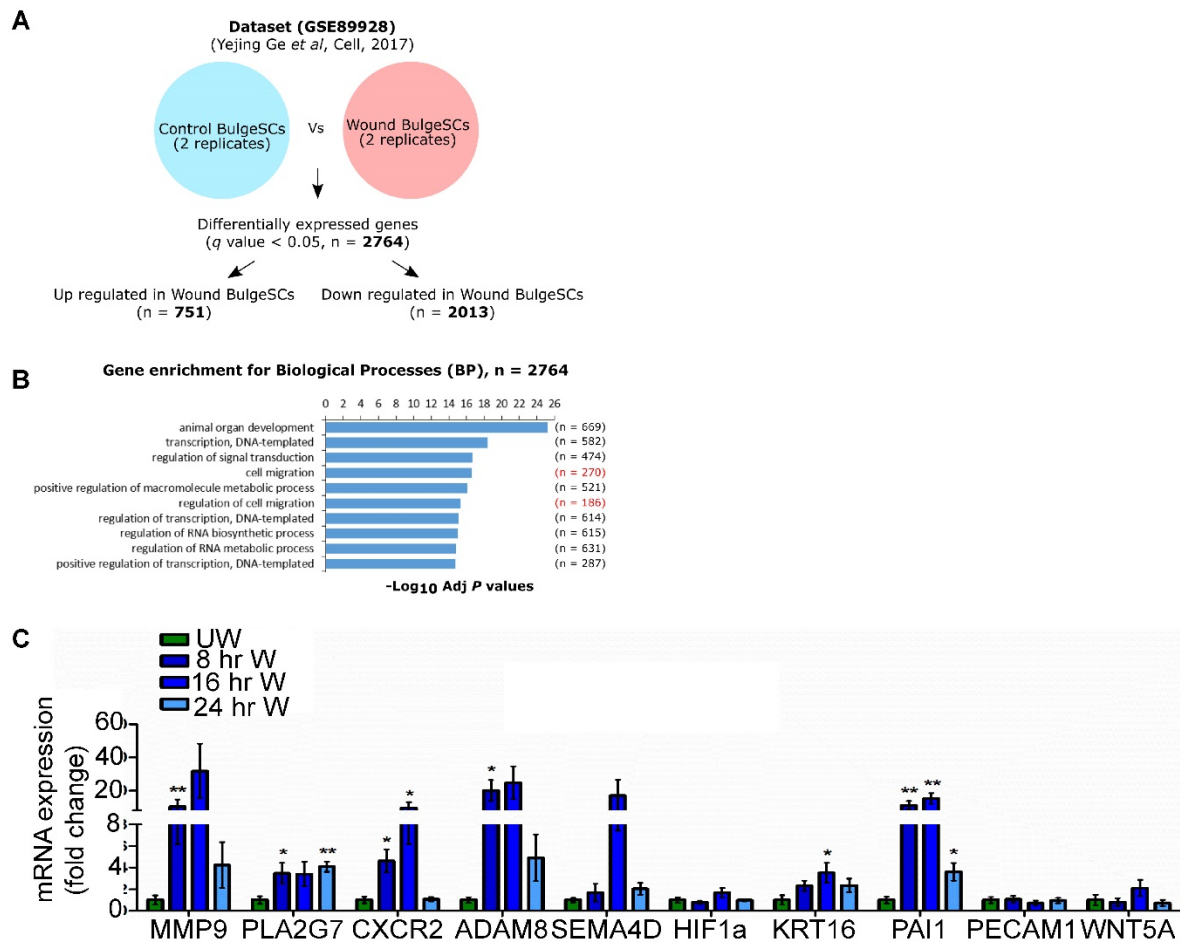 A
Dataset (GSE89928)
(Yejing Ge et al, Cell, 2017)
Control BulgeSCs
(2 replicates)
Vs
Wound BulgeSCs
(2 replicates)
Differentially expressed genes
(q value < 0.05, n = 2764)
Up regulated in Wound BulgeSCs
(n = 751)
Down regulated in Wound BulgeSCs
(n = 2013)
B
Gene enrichment for Biological Processes (BP), n = 2764
0 2 4 6 8 10 12 14 16 18 20 22 24 26
animal organ development (n = 669)
transcription, DNA-templated (n = 582)
regulation of signal transduction (n = 474)
cell migration (n = 270)
positive regulation of macromolecule metabolic process (n = 521)
regulation of cell migration (n = 186)
regulation of transcription, DNA-templated (n = 614)
regulation of RNA biosynthetic process (n = 615)
regulation of RNA metabolic process (n = 631)
positive regulation of transcription, DNA-templated (n = 287)
-Log10 Adj P values
C
UW
8 hr W
16 hr W
24 hr W
mRNA expression
(fold change)
60
40
20
8
6
4
2
0
** * ** * * * * ** ** *
MMP9 PLA2G7 CXCR2 ADAM8 SEMA4D HIF1a KRT16 PAI1 PECAM1 WNT5A